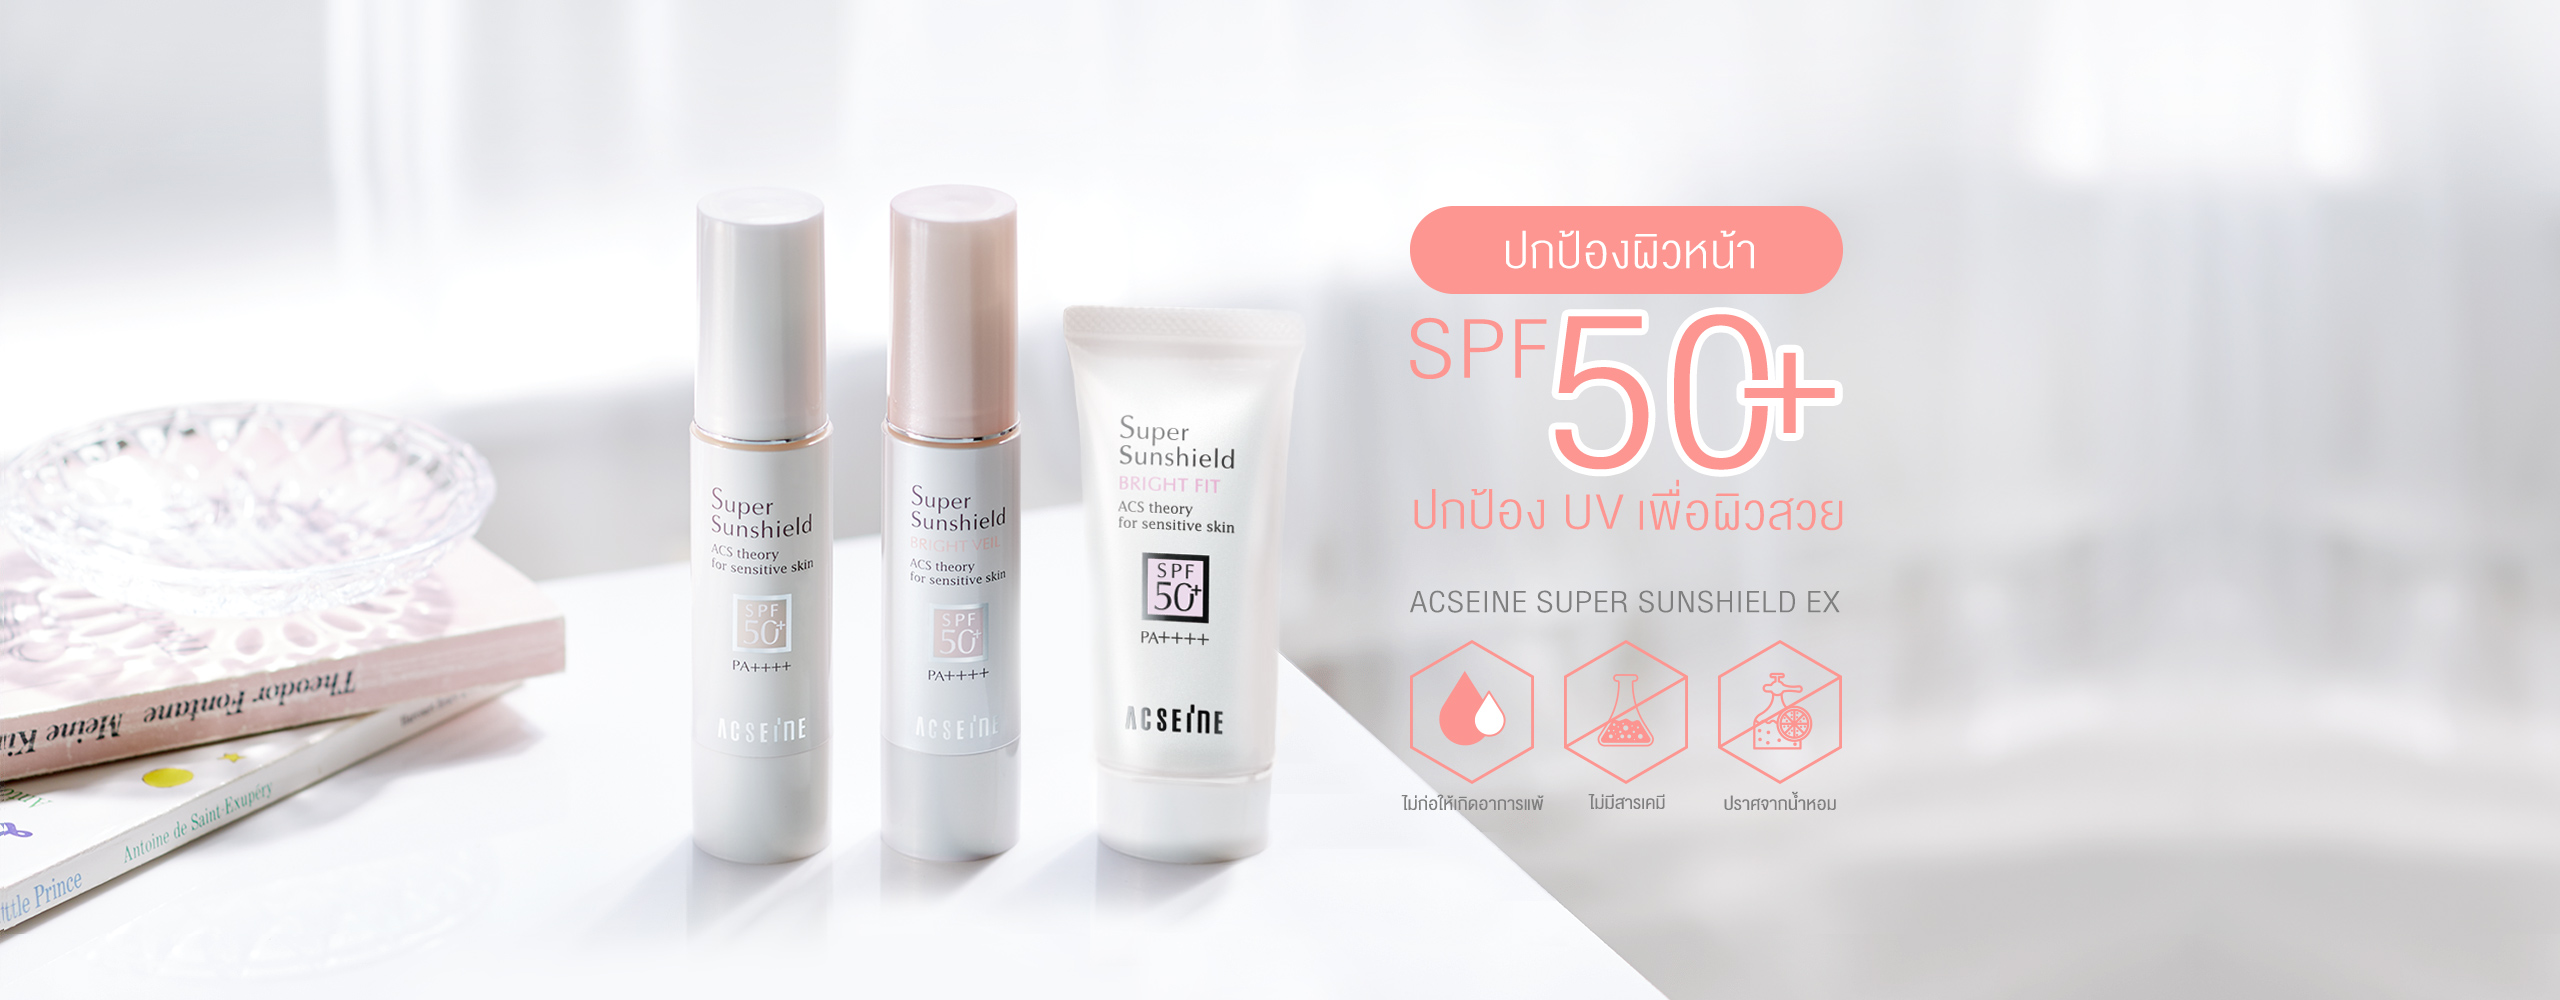 ปกป้องผิวหน้า
SPF 50+
ปกป้อง UV เพื่อผิวสวย
ACSEINE SUPER SUNSHIELD EX
ไม่ก่อให้เกิดอาการแพ้
ไม่มีสารเคมี
ปราศจากน้ำหอม
Super
Sunshield
ACS theory
for sensitive skin
SPF
50+
PA++++
ACSEINE
Super
Sunshield
BRIGHT VEIL
ACS theory
for sensitive skin
SPF
50+
PA++++
ACSEINE
Super
Sunshield
BRIGHT FIT
ACS theory
for sensitive skin
SPF
50+
PA++++
ACSEINE
Theodor Fontane Meine
Antoine de Saint-Exupéry
Prince